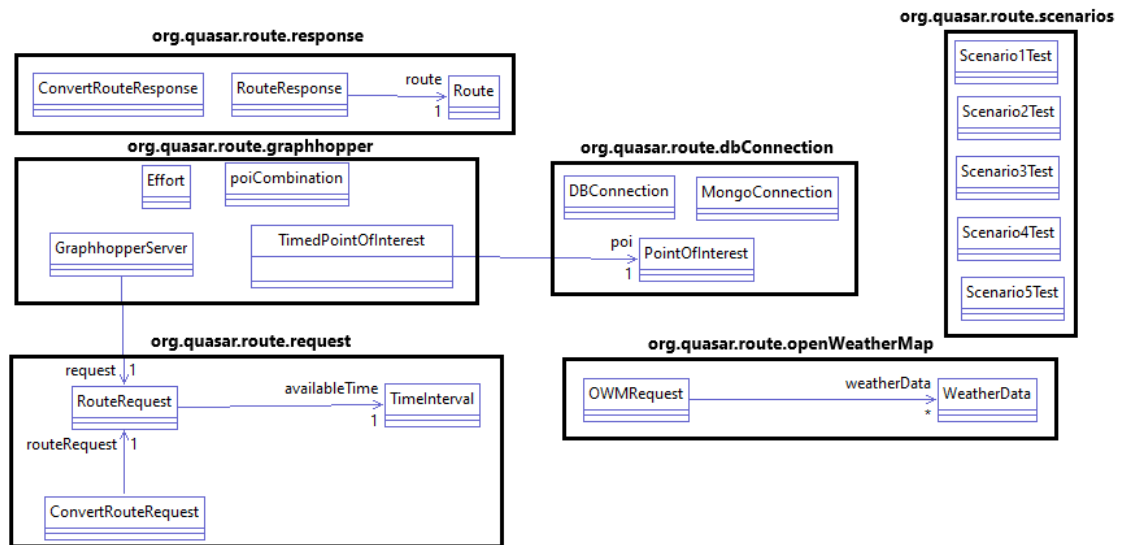 org.quasar.route.response
ConvertRouteResponse
RouteResponse
route
1
Route
org.quasar.route.graphhopper
Effort
poiCombination
GraphhopperServer
TimedPointOfInterest
org.quasar.route.dbConnection
DBConnection
MongoConnection
poi
1
PointOfInterest
org.quasar.route.scenarios
Scenario1Test
Scenario2Test
Scenario3Test
Scenario4Test
Scenario5Test
org.quasar.route.request
request
1
RouteRequest
availableTime
1
TimeInterval
routeRequest
1
ConvertRouteRequest
org.quasar.route.openWeatherMap
OWMRequest
weatherData
*
WeatherData